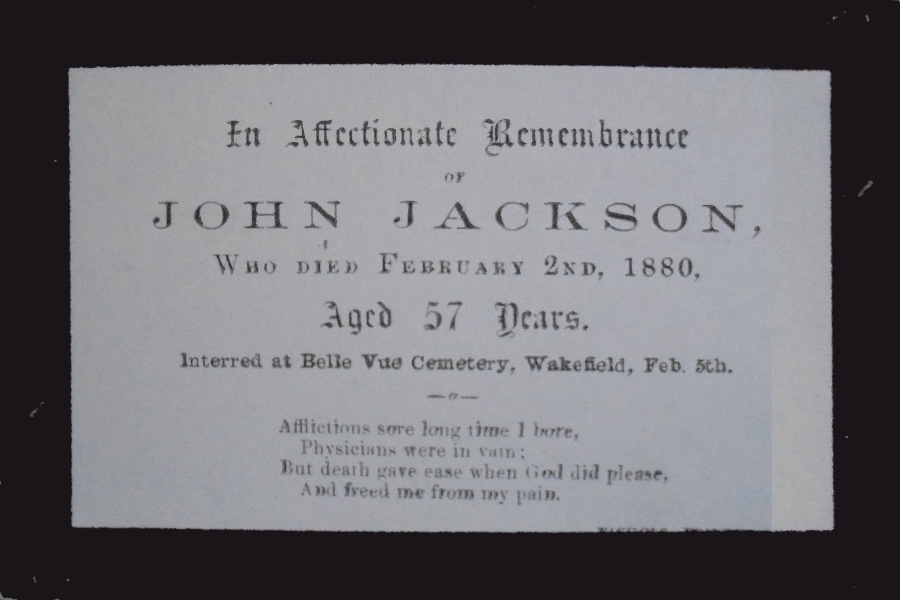 In Affectionate Remembrance
OF
JOHN JACKSON,
WHO DIED FEBRUARY 2ND, 1880,
Aged 57 Years.
Interred at Belle Vue Cemetery, Wakefield, Feb. 5th.
Afflictions sore long time I bore,
Physicians were in vain;
But death gave ease when God did please,
And freed me from my pain.